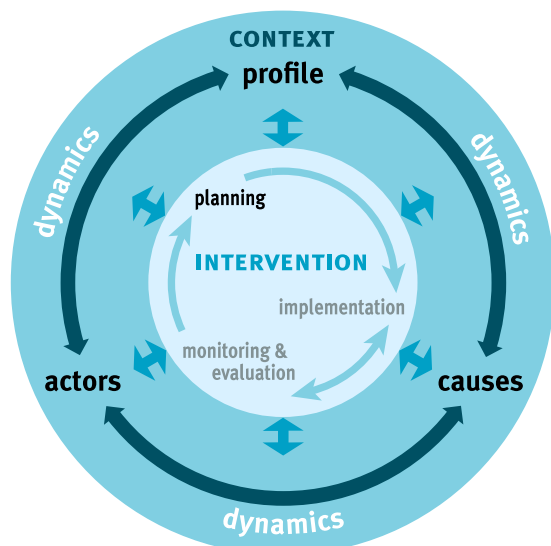 CONTEXT
profile
dynamics
dynamics
planning
INTERVENTION
implementation
monitoring &
evaluation
actors
causes
dynamics